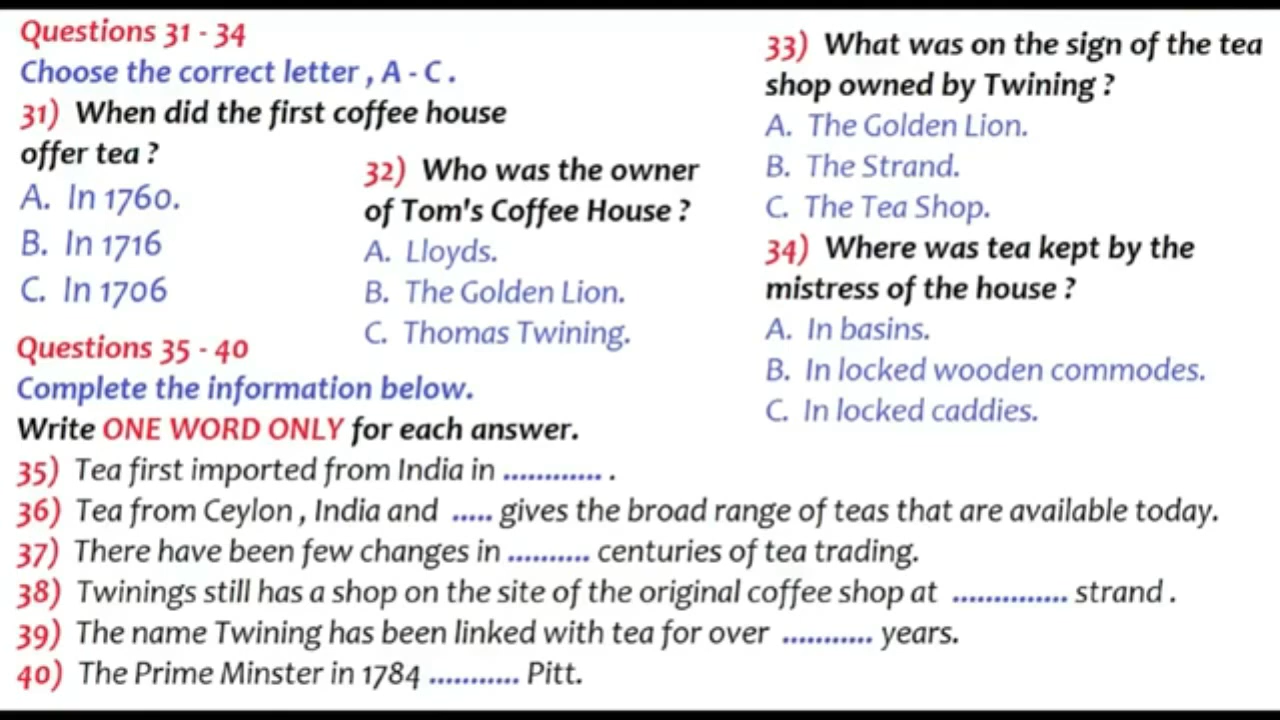 Questions 31 - 34
Choose the correct letter , A - C .
31) When did the first coffee house
offer tea ?
A. In 1760.
B. In 1716
C. In 1706
32) Who was the owner
of Tom's Coffee House ?
A. Lloyds.
B. The Golden Lion.
C. Thomas Twining.
33) What was on the sign of the tea
shop owned by Twining ?
A. The Golden Lion.
B. The Strand.
C. The Tea Shop.
34) Where was tea kept by the
mistress of the house ?
A. In basins.
B. In locked wooden commodes.
C. In locked caddies.
Questions 35 - 40
Complete the information below.
Write ONE WORD ONLY for each answer.
35) Tea first imported from India in ............ .
36) Tea from Ceylon , India and ..... gives the broad range of teas that are available today.
37) There have been few changes in .......... centuries of tea trading.
38) Twinings still has a shop on the site of the original coffee shop at .............. strand .
39) The name Twining has been linked with tea for over ........... years.
40) The Prime Minster in 1784 ........... Pitt.